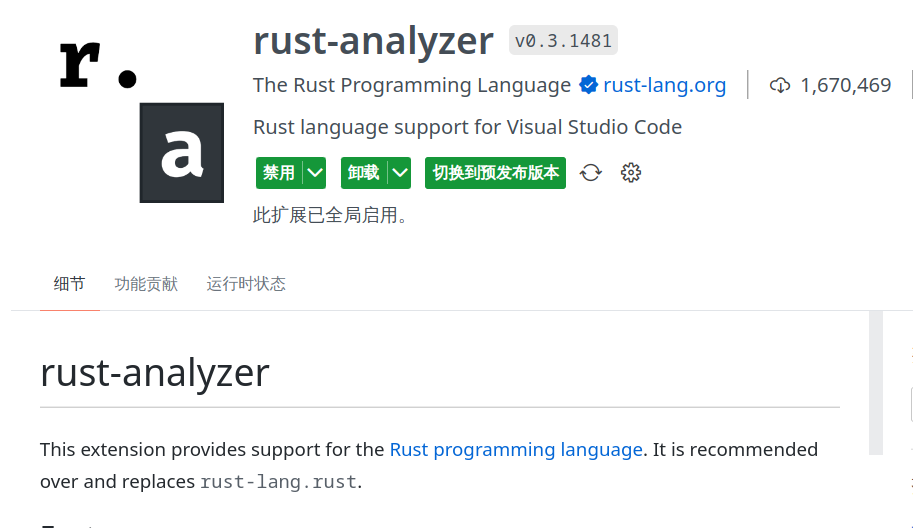 r.
a
rust-analyzer v0.3.1481
The Rust Programming Language rust-lang.org 1,670,469
Rust language support for Visual Studio Code
禁用 卸载 切换到预发布版本
此扩展已全局启用。
细节 功能贡献 运行时状态
rust-analyzer
This extension provides support for the Rust programming language. It is recommended
over and replaces rust-lang.rust.